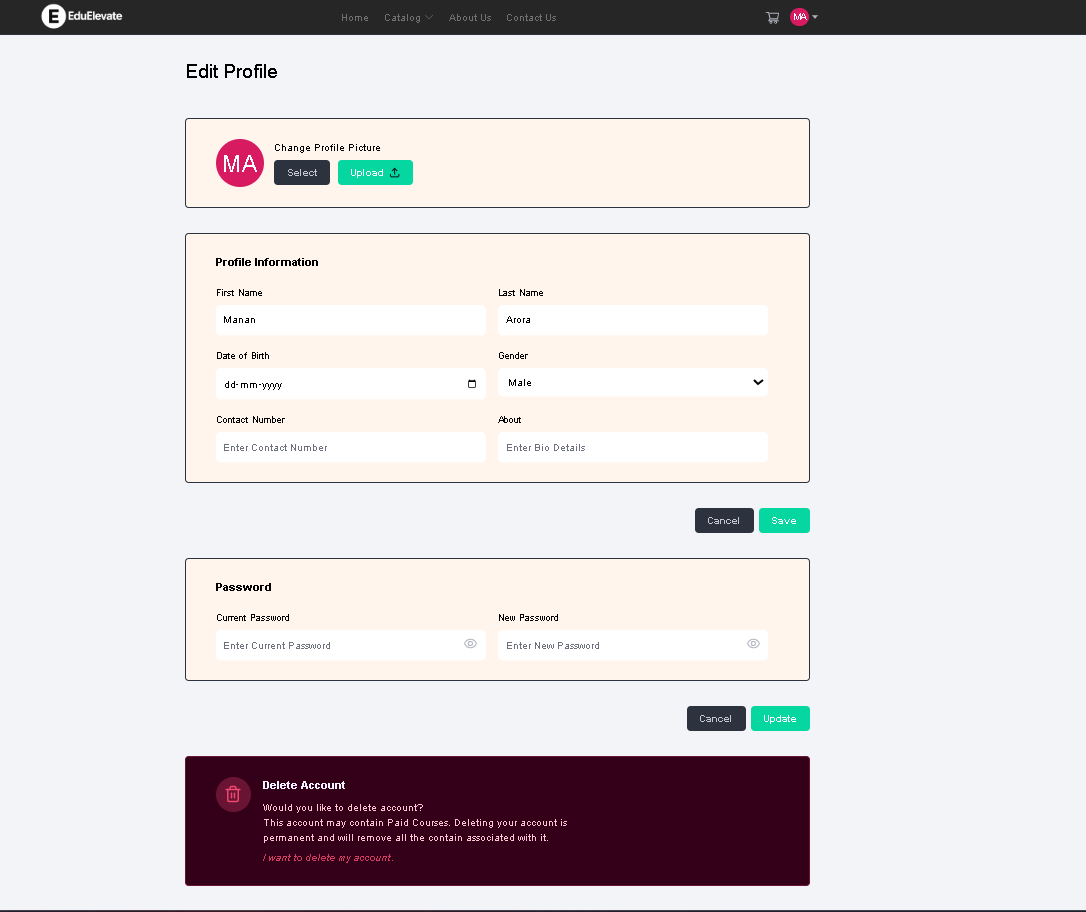 E EduElevate
Home Catalog About Us Contact Us
MA
Edit Profile
MA
Change Profile Picture
Select Upload
Profile Information
First Name Last Name
Manan Arora
Date of Birth Gender
dd-mm-yyyy Male
Contact Number About
Enter Contact Number Enter Bio Details
Cancel Save
Password
Current Password New Password
Enter Current Password Enter New Password
Cancel Update
Delete Account
Would you like to delete account?
This account may contain Paid Courses. Deleting your account is
permanent and will remove all the contain associated with it.
I want to delete my account.